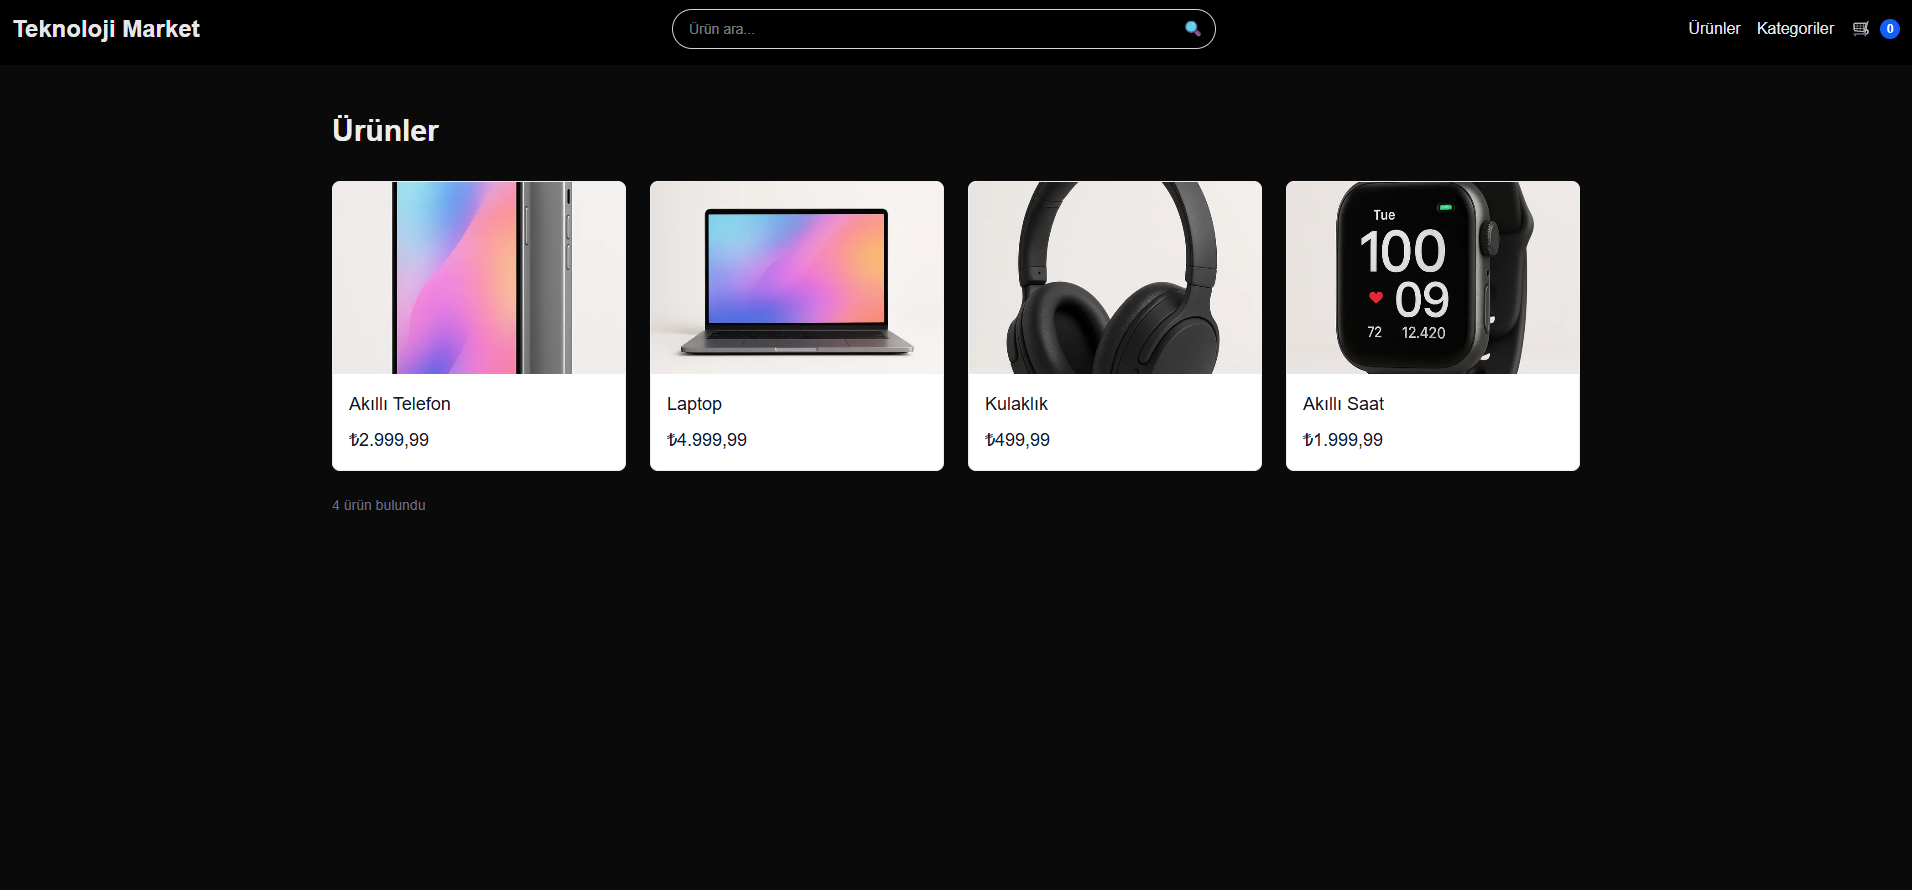 Teknoloji Market
Ürün ara...
Ürünler
Kategoriler
0
Ürünler
Tue
100
09
72 12.420
Akıllı Telefon
₺2.999,99
Laptop
₺4.999,99
Kulaklık
₺499,99
Akıllı Saat
₺1.999,99
4 ürün bulundu